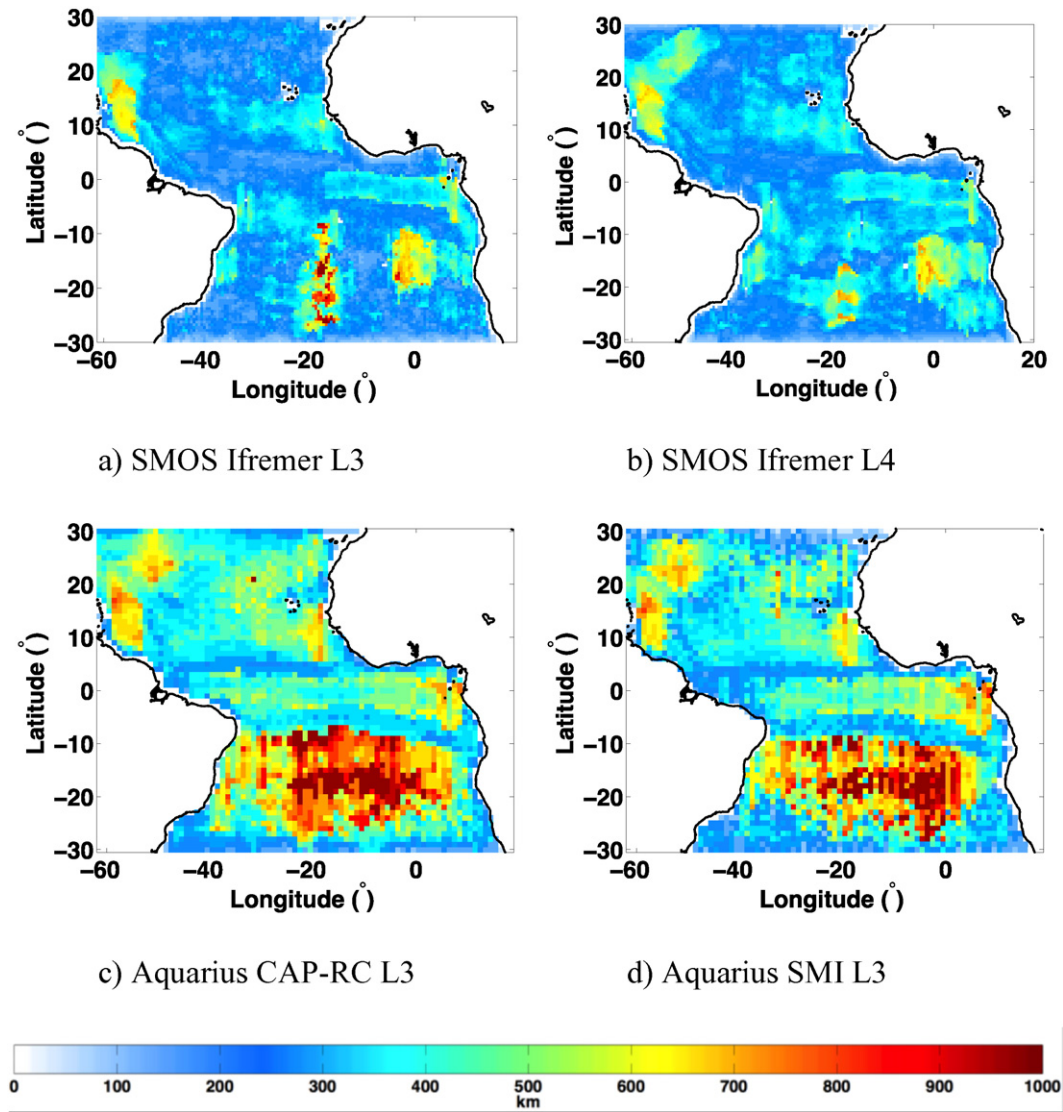 30
20
10
0
−10
−20
−30
Latitude (°)
−60 −40 −20 0
Longitude (°)
a) SMOS Ifremer L3
30
20
10
0
−10
−20
−30
Latitude (°)
−60 −40 −20 0 20
Longitude (°)
b) SMOS Ifremer L4
30
20
10
0
−10
−20
−30
Latitude (°)
−60 −40 −20 0
Longitude (°)
c) Aquarius CAP-RC L3
30
20
10
0
−10
−20
−30
Latitude (°)
−60 −40 −20 0
Longitude (°)
d) Aquarius SMI L3
0 100 200 300 400 500 600 700 800 900 1000
km